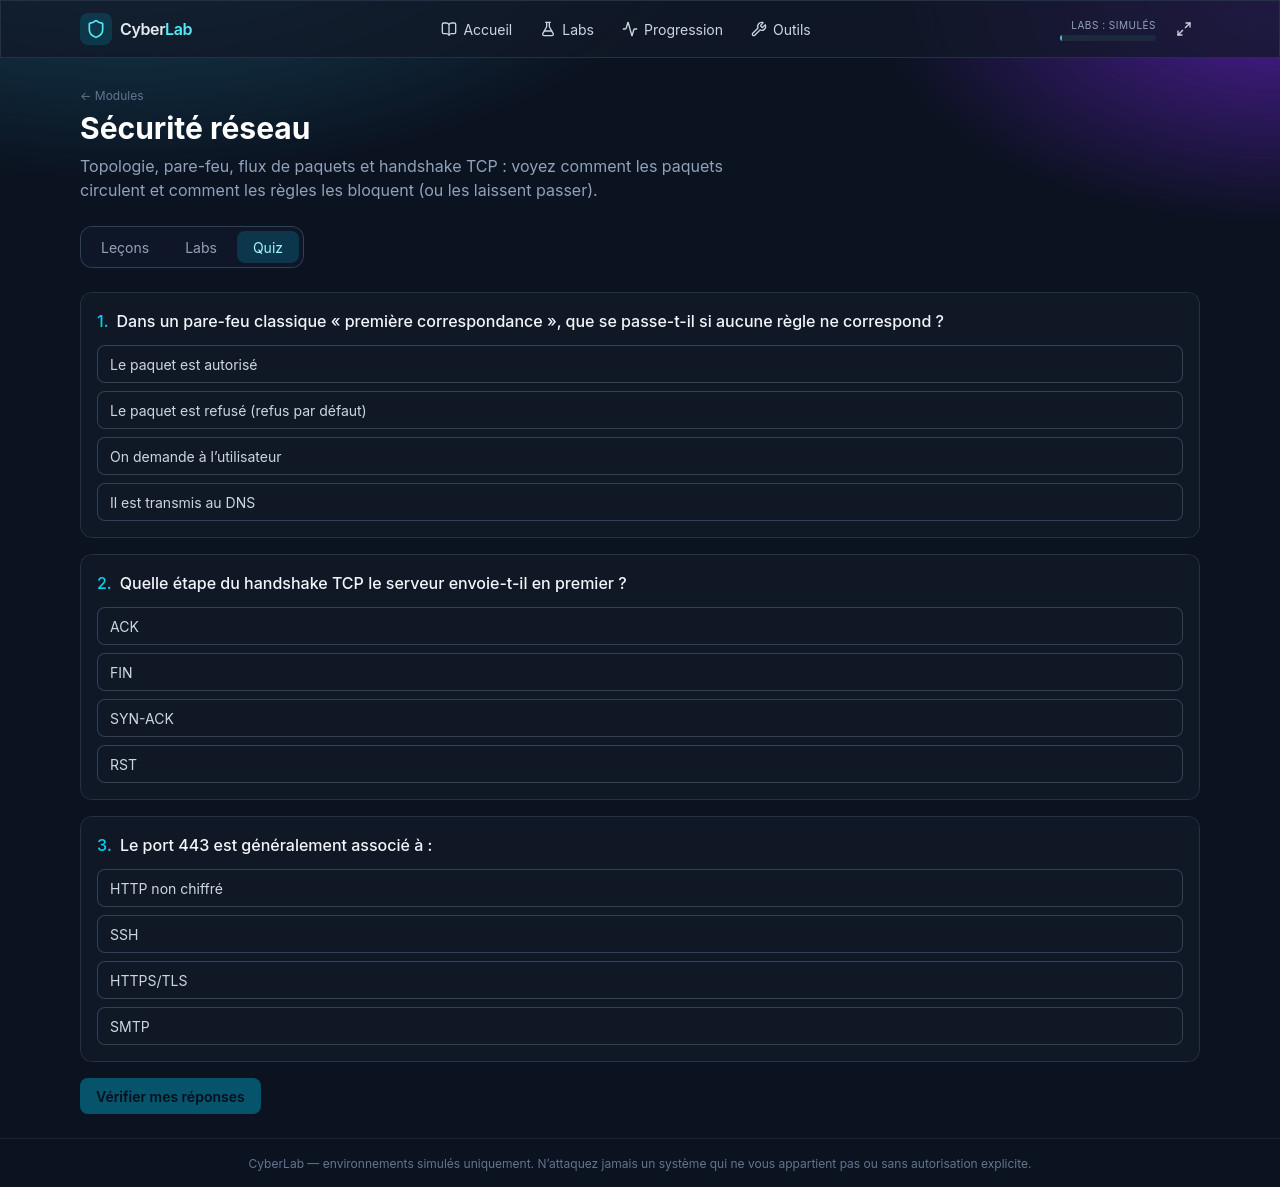 CyberLab
Accueil
Labs
Progression
Outils
LABS : SIMULÉS
← Modules
Sécurité réseau
Topologie, pare-feu, flux de paquets et handshake TCP : voyez comment les paquets
circulent et comment les règles les bloquent (ou les laissent passer).
Leçons
Labs
Quiz
1. Dans un pare-feu classique « première correspondance », que se passe-t-il si aucune règle ne correspond ?
Le paquet est autorisé
Le paquet est refusé (refus par défaut)
On demande à l’utilisateur
Il est transmis au DNS
2. Quelle étape du handshake TCP le serveur envoie-t-il en premier ?
ACK
FIN
SYN-ACK
RST
3. Le port 443 est généralement associé à :
HTTP non chiffré
SSH
HTTPS/TLS
SMTP
Vérifier mes réponses
CyberLab — environnements simulés uniquement. N’attaquez jamais un système qui ne vous appartient pas ou sans autorisation explicite.